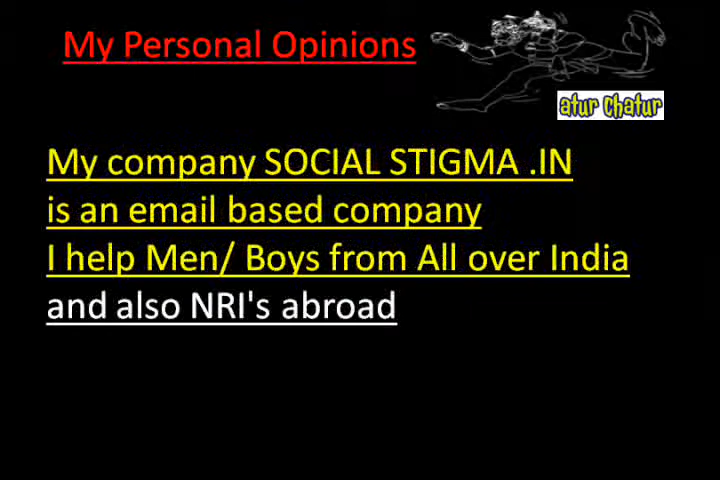 My Personal Opinions
atur chatur
My company SOCIAL STIGMA .IN
is an email based company
I help Men/ Boys from All over India
and also NRI's abroad